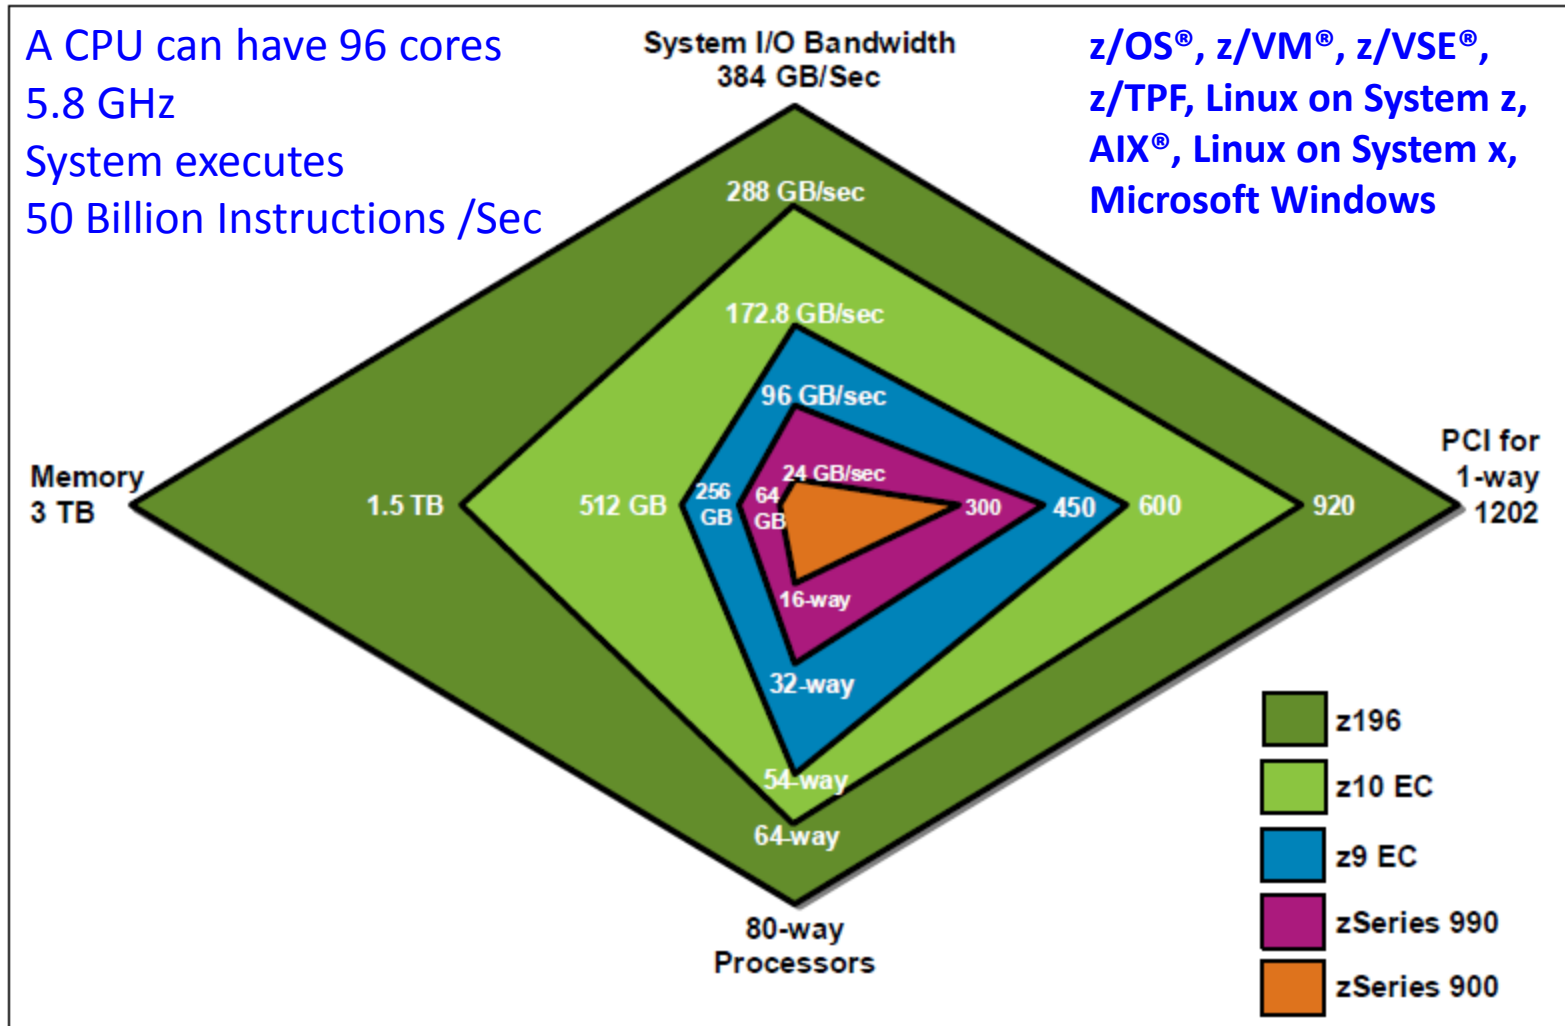 A CPU can have 96 cores
5.8 GHz
System executes
50 Billion Instructions /Sec
System I/O Bandwidth
384 GB/Sec
z/OS®, z/VM®, z/VSE®,
z/TPF, Linux on System z,
AIX®, Linux on System x,
Microsoft Windows
288 GB/sec
172.8 GB/sec
96 GB/sec
24 GB/sec
Memory
3 TB
1.5 TB
512 GB
256
GB
64
GB
300
450
600
920
PCI for
1-way
1202
16-way
32-way
54-way
64-way
80-way
Processors
z196
z10 EC
z9 EC
zSeries 990
zSeries 900